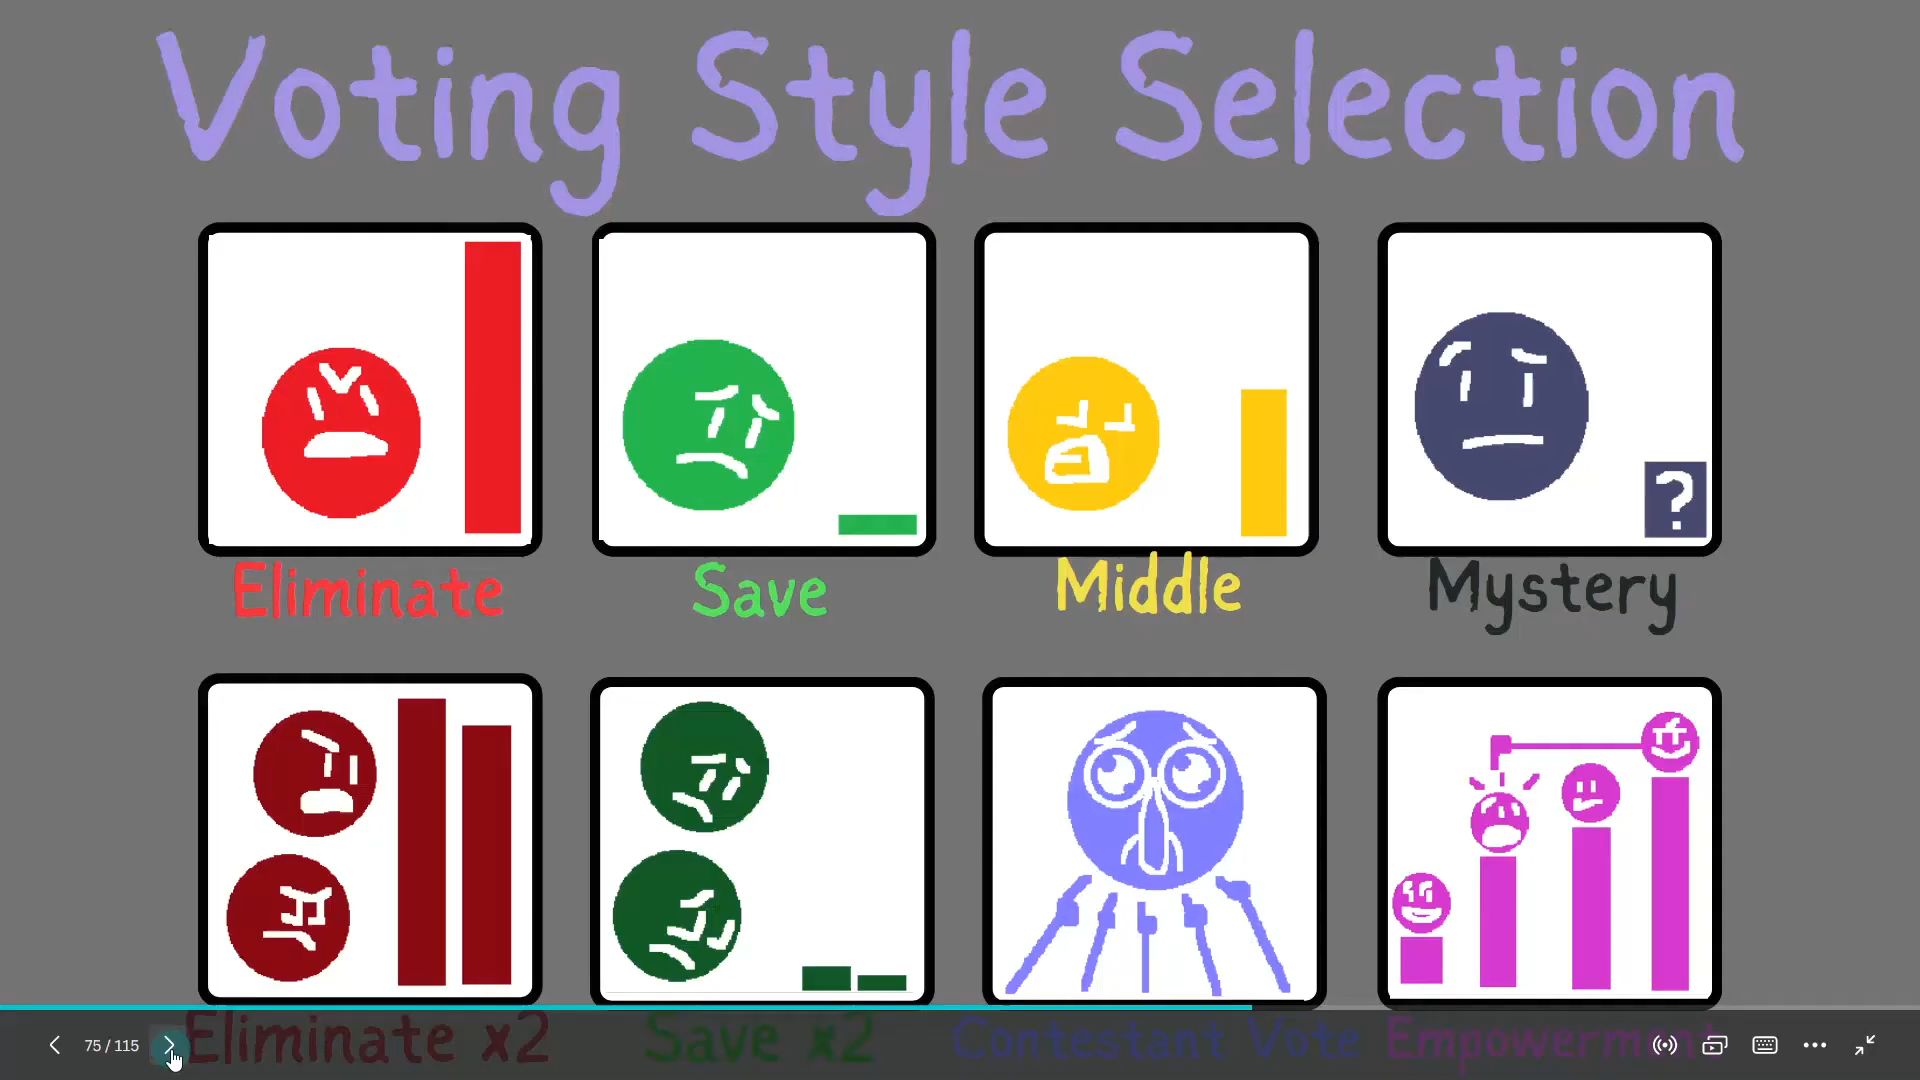 Voting Style Selection
?
Eliminate Save Middle Mystery
Eliminate x2 Save x2 Contestant Vote Empowerment
75 / 115